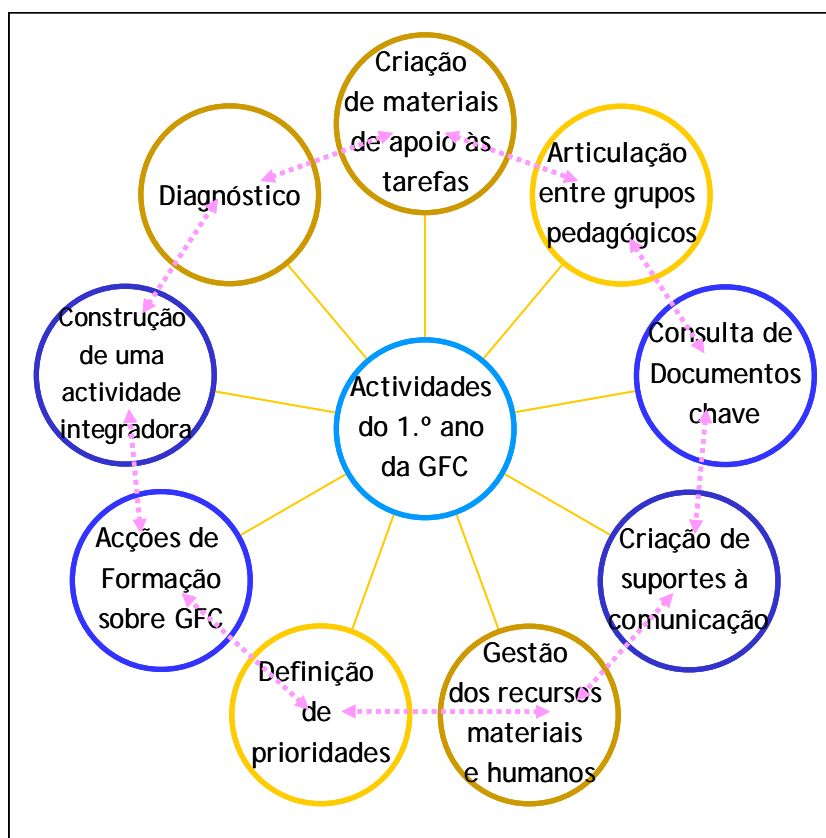 Criação
de materiais
de apoio às
tarefas
Articulação
entre grupos
pedagógicos
Consulta de
Documentos
chave
Criação de
suportes à
comunicação
Gestão
dos recursos
materiais
e humanos
Definição
de
prioridades
Acções de
Formação
sobre GFC
Construção
de uma
actividade
integradora
Diagnóstico
Actividades
do 1.º ano
da GFC